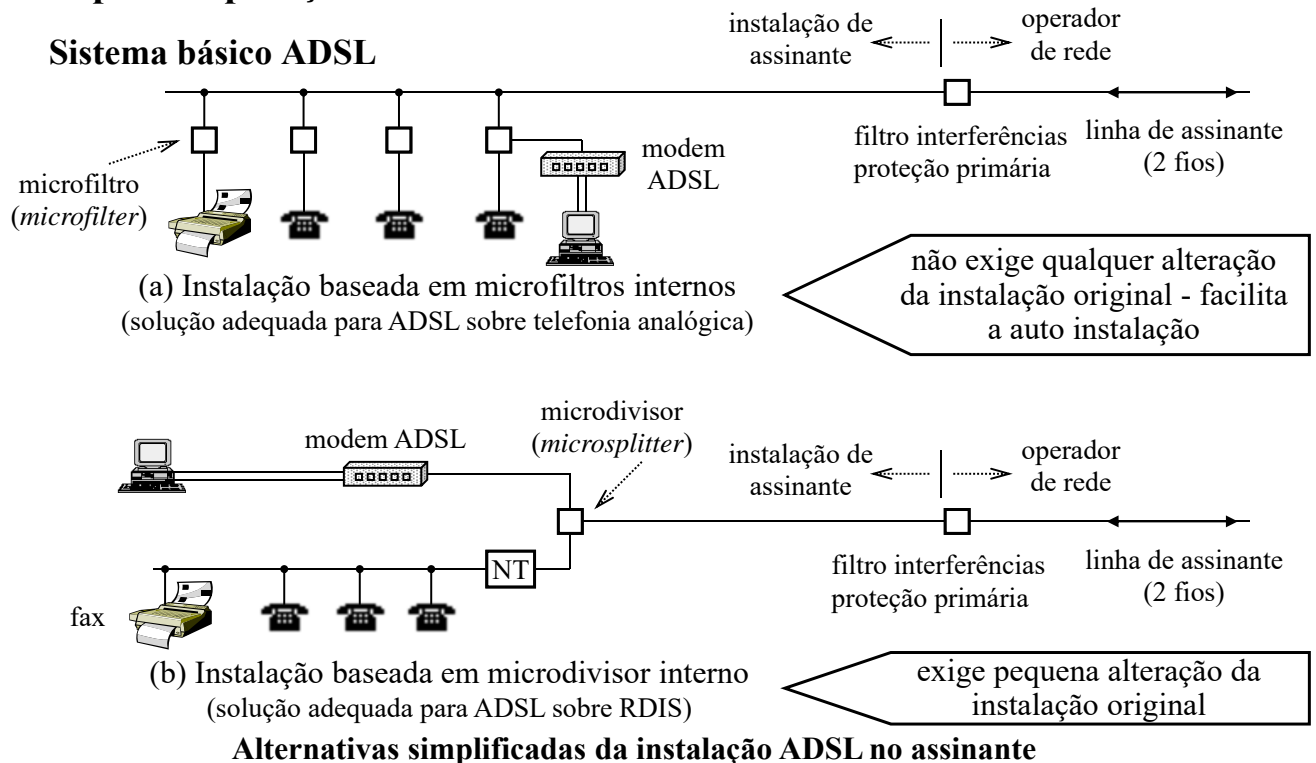 Sistema básico ADSL
instalação de
assinante
operador
de rede
microfiltro
(microfilter)
modem
ADSL
filtro interferências
proteção primária
linha de assinante
(2 fios)
(a) Instalação baseada em microfiltros internos
(solução adequada para ADSL sobre telefonia analógica)
não exige qualquer alteração
da instalação original - facilita
a auto instalação
modem ADSL
microdivisor
(microsplitter)
instalação de
assinante
operador
de rede
NT
fax
filtro interferências
proteção primária
linha de assinante
(2 fios)
(b) Instalação baseada em microdivisor interno
(solução adequada para ADSL sobre RDIS)
exige pequena alteração da
instalação original
Alternativas simplificadas da instalação ADSL no assinante